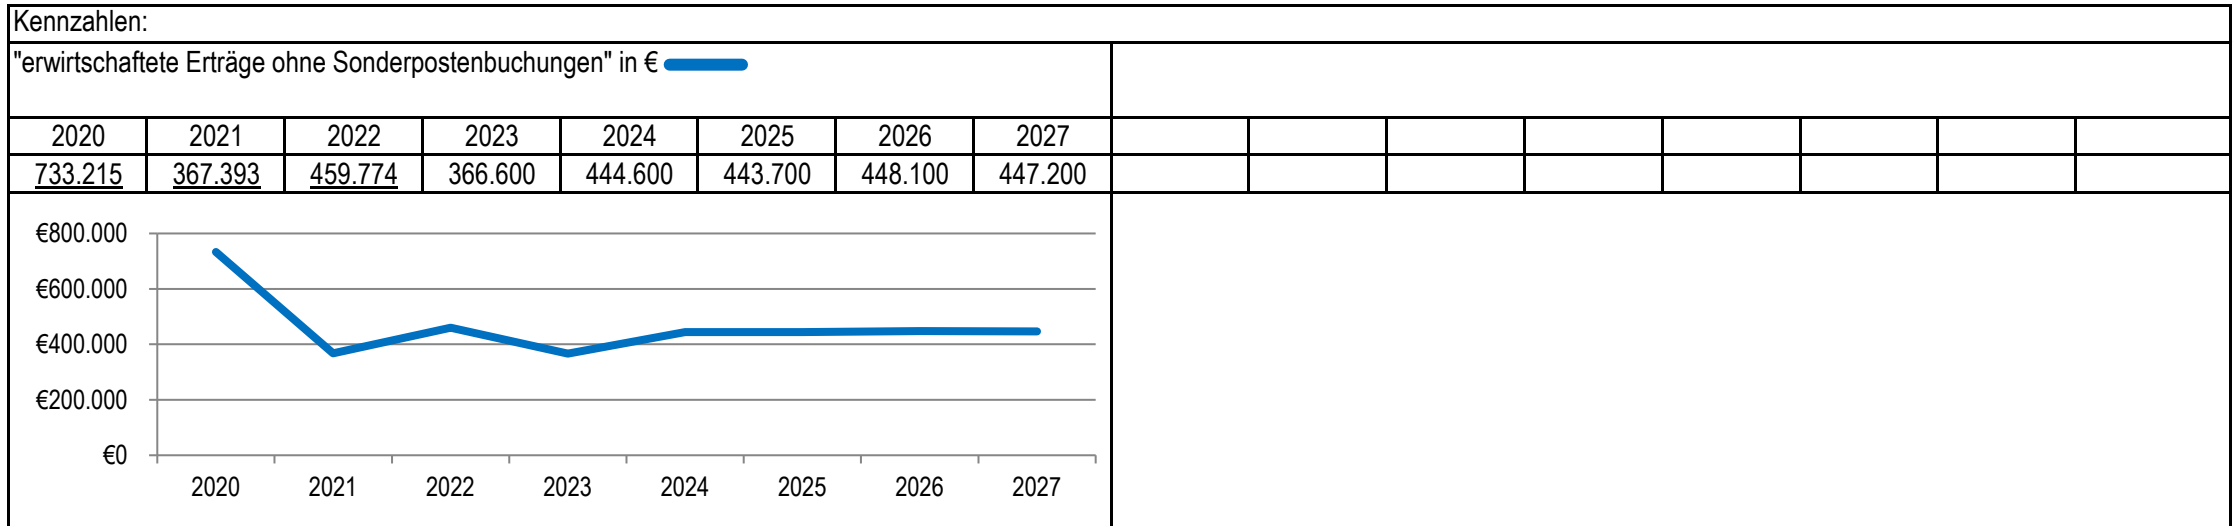 Kennzahlen:
"erwirtschaftete Erträge ohne Sonderpostenbuchungen" in €
2020 2021 2022 2023 2024 2025 2026 2027
733.215 367.393 459.774 366.600 444.600 443.700 448.100 447.200
€800.000
€600.000
€400.000
€200.000
€0
2020 2021 2022 2023 2024 2025 2026 2027